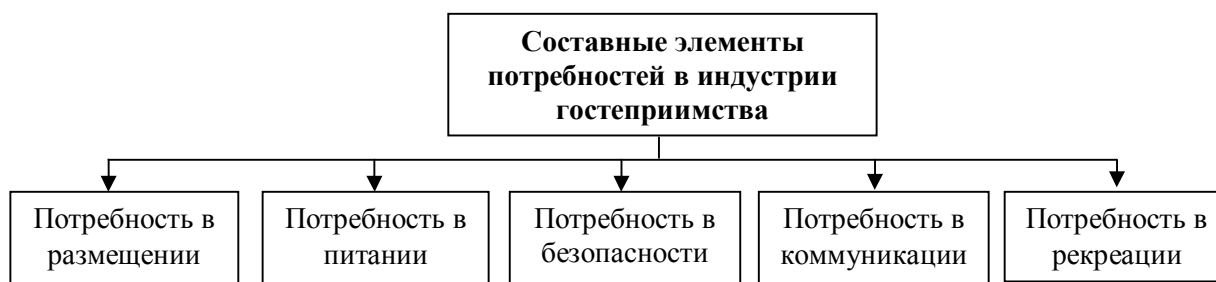 Составные элементы
потребностей в индустрии
гостеприимства
Потребность в
размещении
Потребность в
питании
Потребность в
безопасности
Потребность в
коммуникации
Потребность в
рекреации